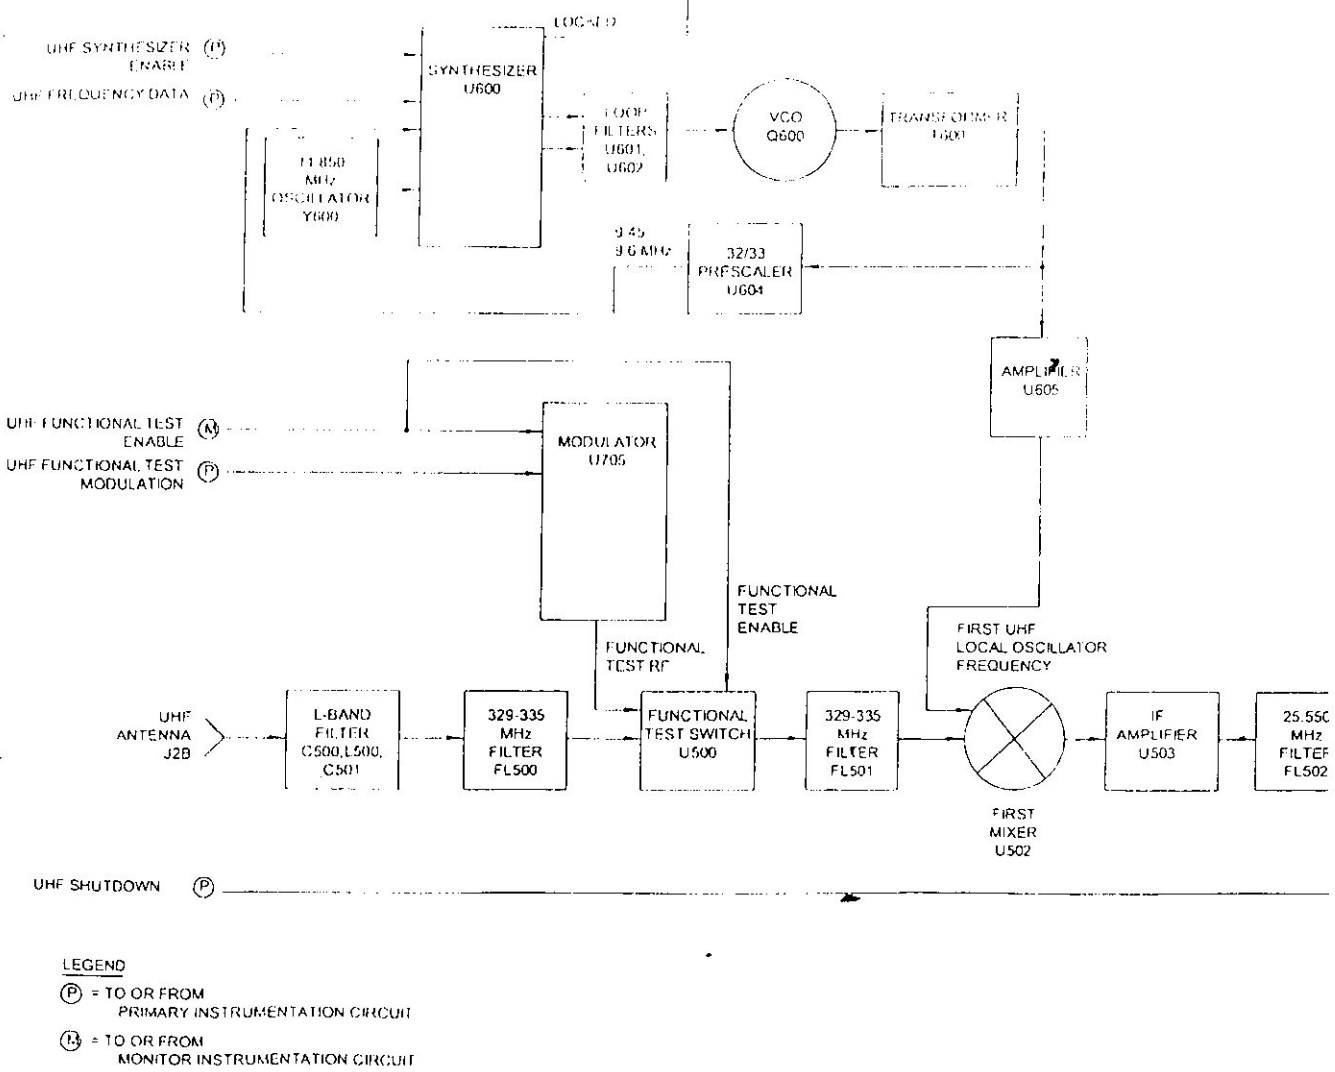 LOCKED
UHF SYNTHESIZER
ENABLE
P
UHF FREQUENCY DATA
P
SYNTHESIZER
U600
11.850
MHz
OSCILLATOR
Y600
LOOP
FILTERS
U601,
U602
VCO
Q600
TRANSFORMER
T600
9.45
9.6 MHz
32/33
PRESCALER
U604
AMPLIFIER
U605
UHF FUNCTIONAL TEST
ENABLE
M
UHF FUNCTIONAL TEST
MODULATION
P
MODULATOR
U705
FUNCTIONAL
TEST
ENABLE
FUNCTIONAL
TEST RF
FIRST UHF
LOCAL OSCILLATOR
FREQUENCY
UHF
ANTENNA
J2B
L-BAND
FILTER
C500, L500,
C501
329-335
MHz
FILTER
FL500
FUNCTIONAL
TEST SWITCH
U500
329-335
MHz
FILTER
FL501
IF
AMPLIFIER
U503
25.550
MHz
FILTER
FL502
FIRST
MIXER
U502
UHF SHUTDOWN
P
LEGEND
P = TO OR FROM
PRIMARY INSTRUMENTATION CIRCUIT
M = TO OR FROM
MONITOR INSTRUMENTATION CIRCUIT